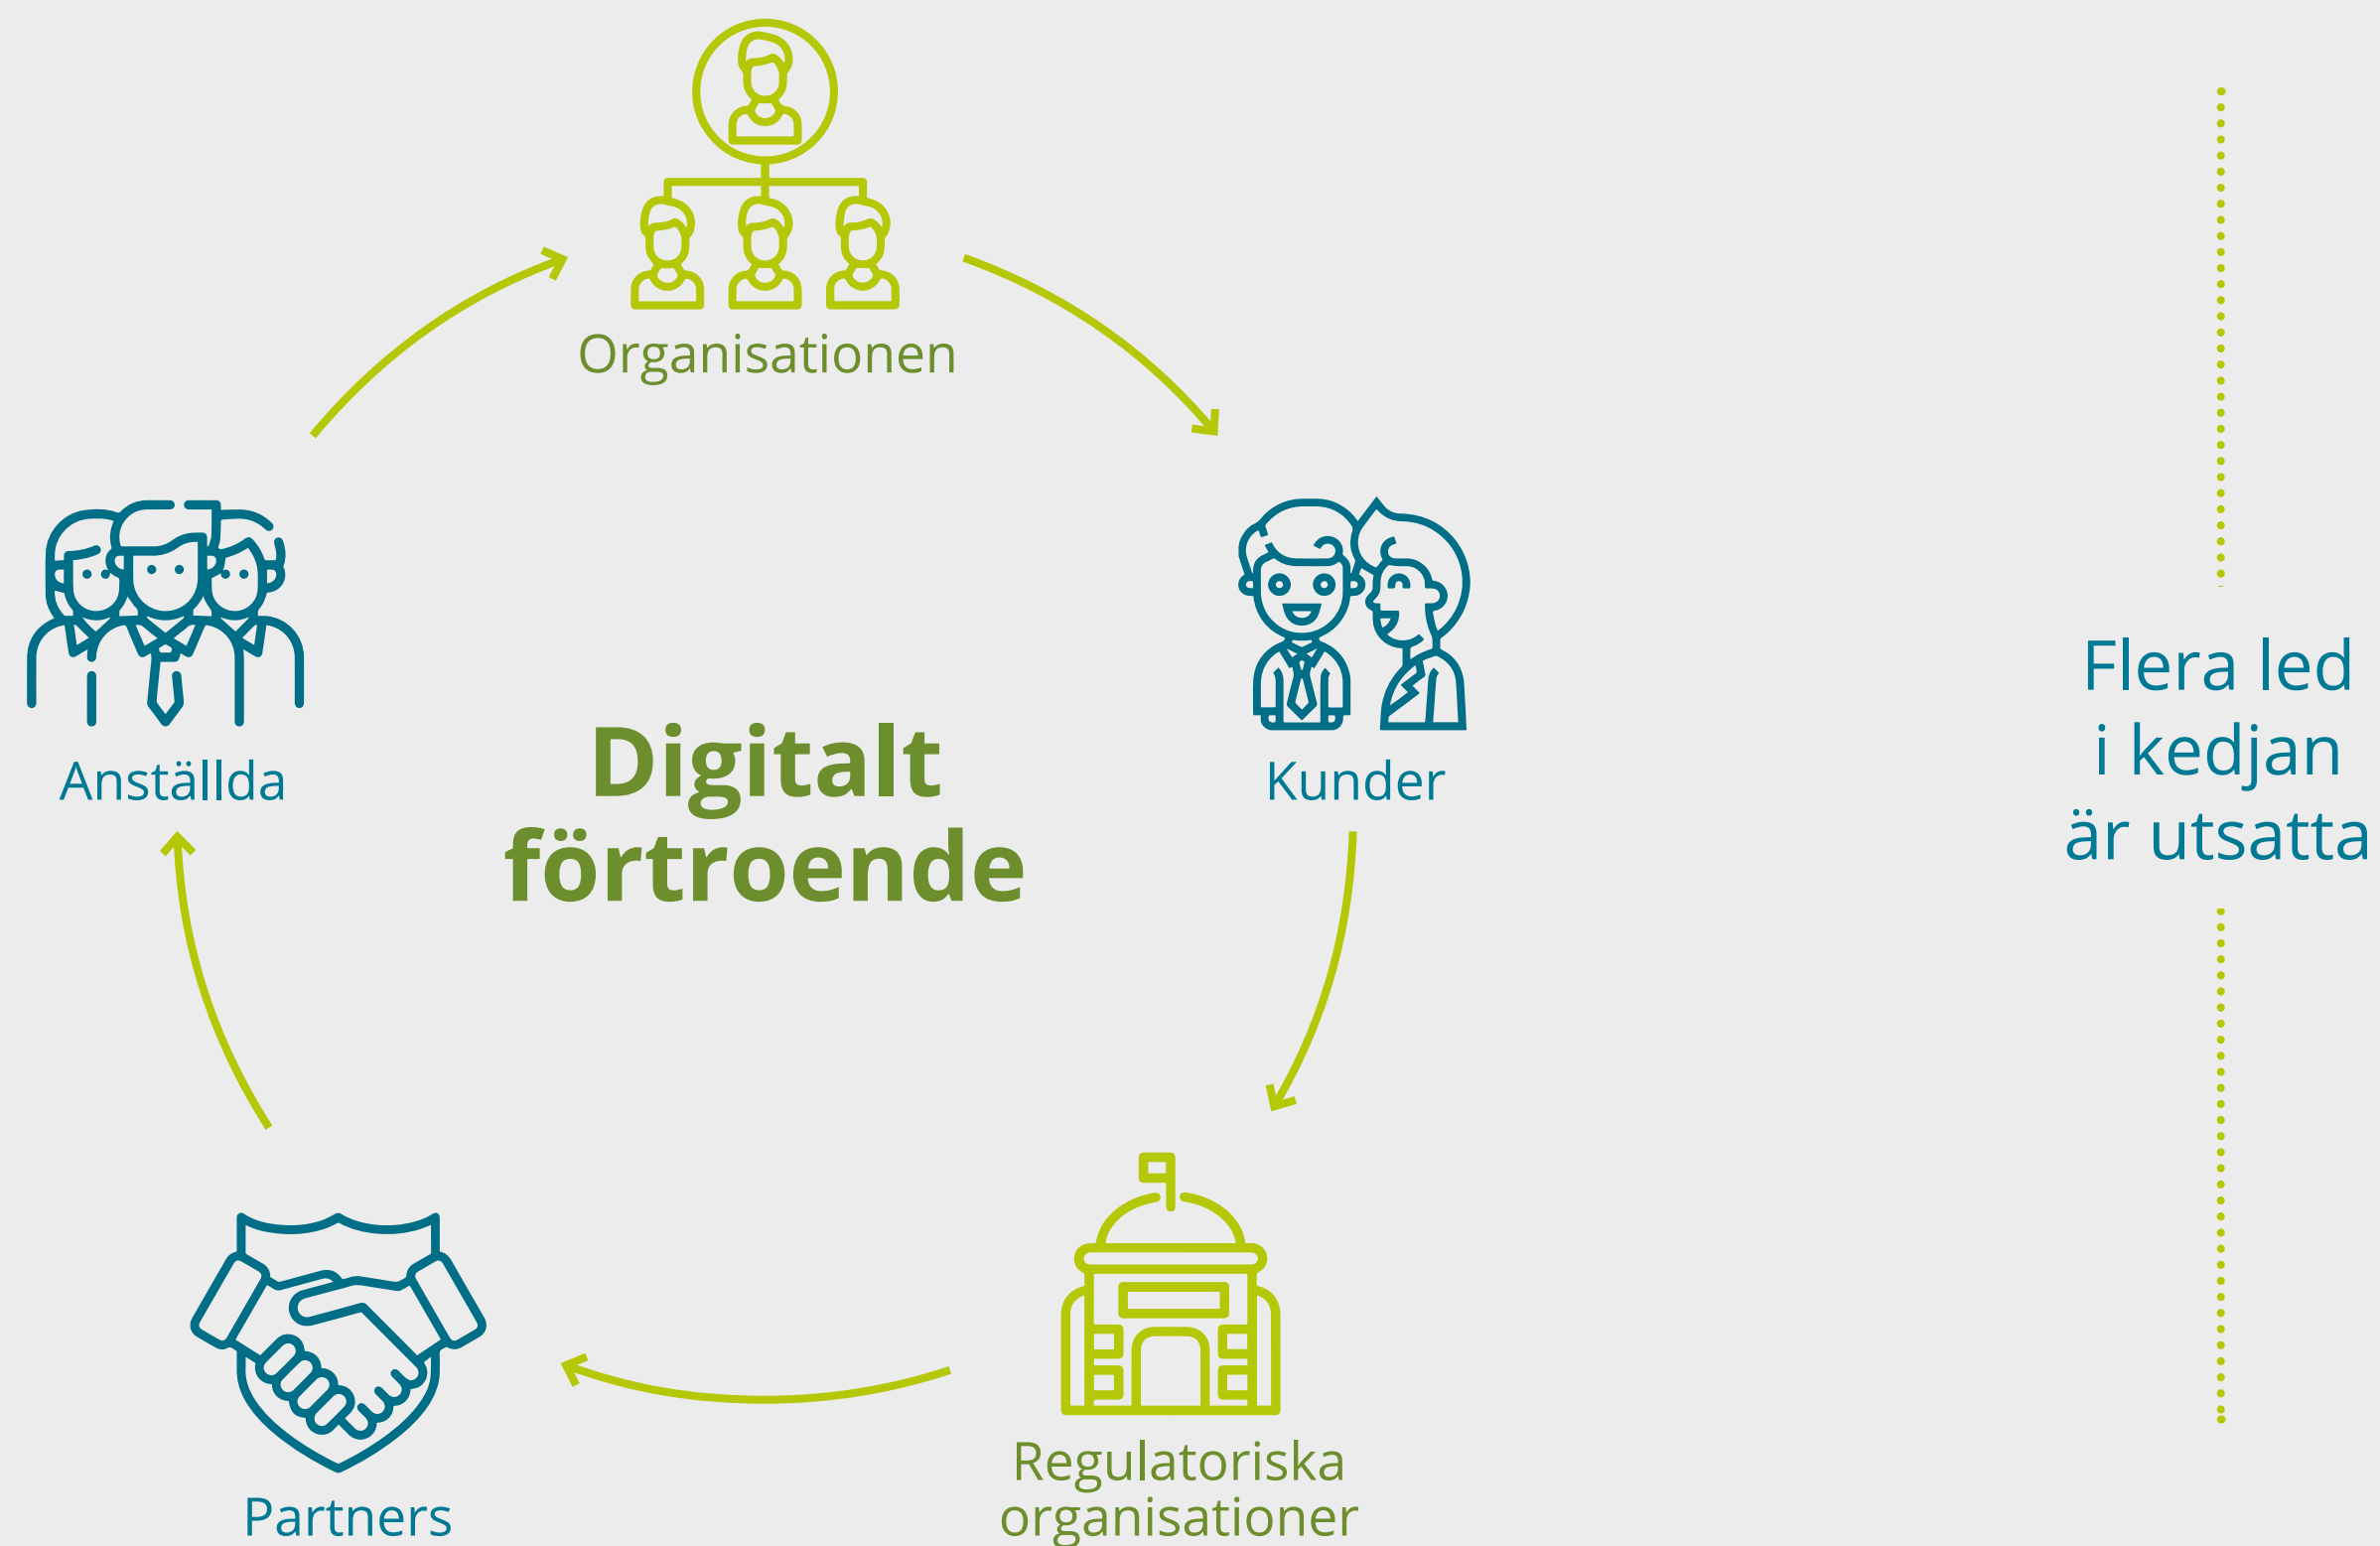 Organisationen
Anställda
Kunder
Digitalt
förtroende
Partners
Regulatoriska
organisationer
Flera led
i kedjan
är utsatta